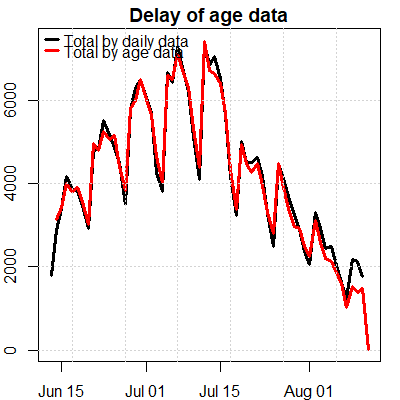 Delay of age data
Total by daily data
Total by age data
6000
4000
2000
0
Jun 15
Jul 01
Jul 15
Aug 01